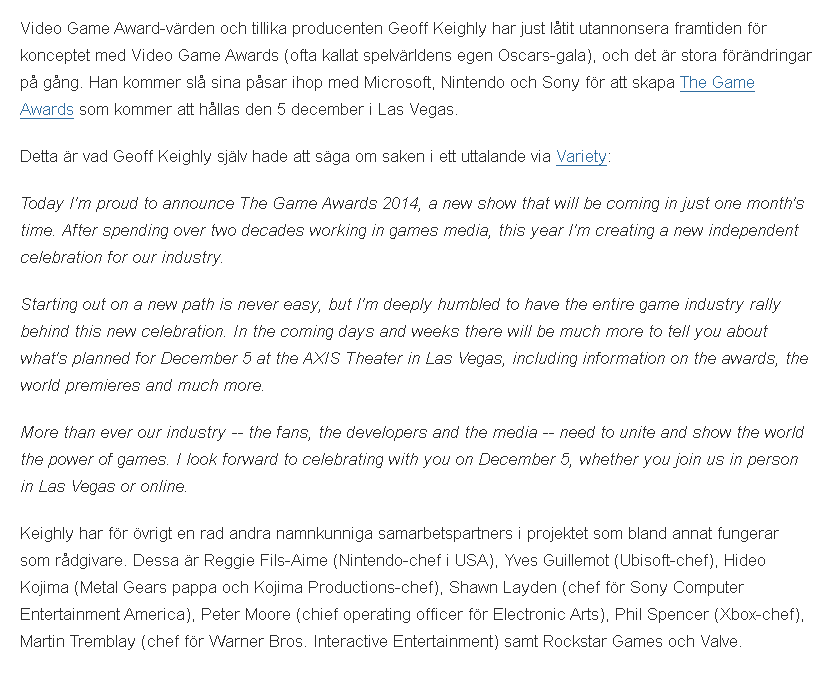 Video Game Award-värden och tillika producenten Geoff Keighly har just låtit utannonsera framtiden för
konceptet med Video Game Awards (ofta kallat spelvärldens egen Oscars-gala), och det är stora förändringar
på gång. Han kommer slå sina påsar ihop med Microsoft, Nintendo och Sony för att skapa The Game
Awards som kommer att hållas den 5 december i Las Vegas.
Detta är vad Geoff Keighly själv hade att säga om saken i ett uttalande via Variety:
Today I'm proud to announce The Game Awards 2014, a new show that will be coming in just one month's
time. After spending over two decades working in games media, this year I'm creating a new independent
celebration for our industry.
Starting out on a new path is never easy, but I'm deeply humbled to have the entire game industry rally
behind this new celebration. In the coming days and weeks there will be much more to tell you about
what's planned for December 5 at the AXIS Theater in Las Vegas, including information on the awards, the
world premieres and much more.
More than ever our industry -- the fans, the developers and the media -- need to unite and show the world
the power of games. I look forward to celebrating with you on December 5, whether you join us in person
in Las Vegas or online.
Keighly har för övrigt en rad andra namnkunniga samarbetspartners i projektet som bland annat fungerar
som rådgivare. Dessa är Reggie Fils-Aime (Nintendo-chef i USA), Yves Guillemot (Ubisoft-chef), Hideo
Kojima (Metal Gears pappa och Kojima Productions-chef), Shawn Layden (chef för Sony Computer
Entertainment America), Peter Moore (chief operating officer för Electronic Arts), Phil Spencer (Xbox-chef),
Martin Tremblay (chef för Warner Bros. Interactive Entertainment) samt Rockstar Games och Valve.